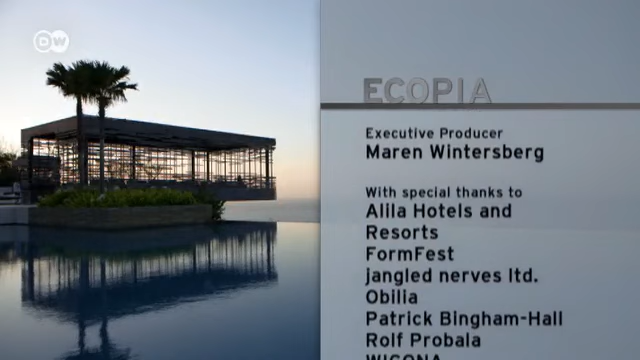 DW
ECOPIA
Executive Producer
Maren Wintersberg
With special thanks to
Alila Hotels and
Resorts
FormFest
jangled nerves ltd.
Obilia
Patrick Bingham-Hall
Rolf Probala
WICONA